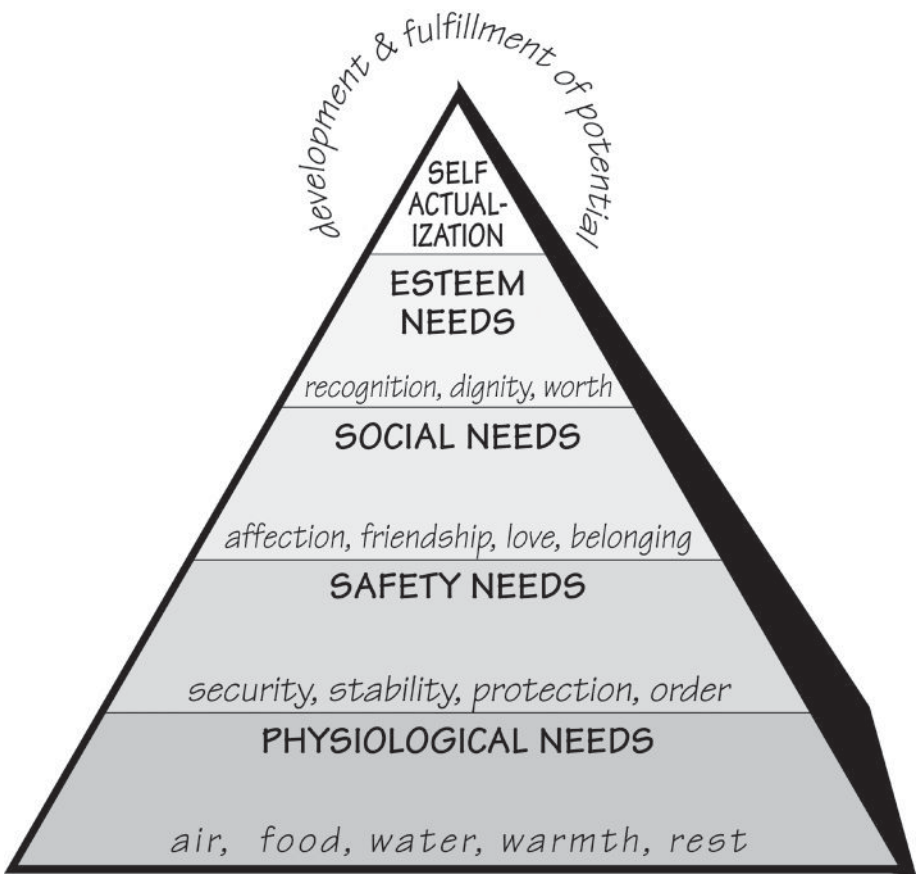 development & fulfillment of potential
SELF
ACTUAL-
IZATION
ESTEEM
NEEDS
recognition, dignity, worth
SOCIAL NEEDS
affection, friendship, love, belonging
SAFETY NEEDS
security, stability, protection, order
PHYSIOLOGICAL NEEDS
air, food, water, warmth, rest